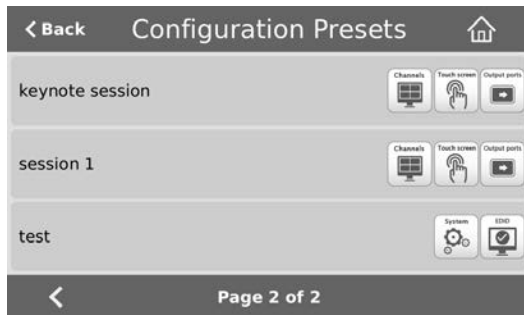 Back Configuration Presets
keynote session Channels Touch screen Output ports
session 1 Channels Touch screen Output ports
test System EDID
Page 2 of 2